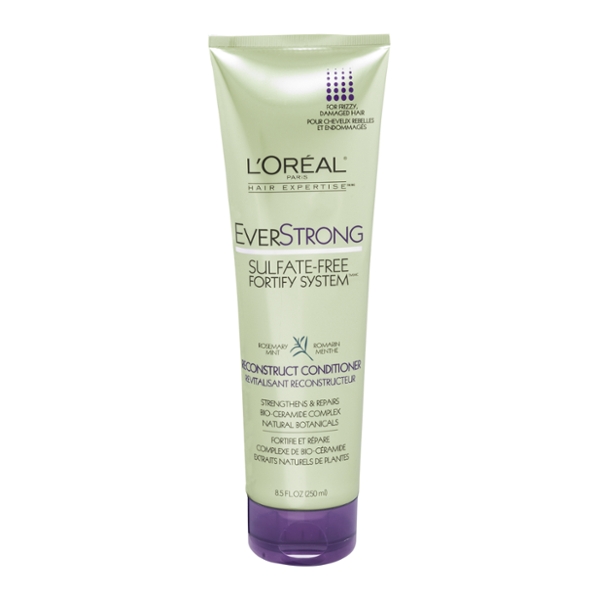 FOR FRIZZY,
DAMAGED HAIR
POUR CHEVEUX REBELLES
ET ENDOMMAGÉS
L'ORÉAL®
PARIS
HAIR EXPERTISE
EVERSTRONG
SULFATE-FREE
FORTIFY SYSTEM
ROSEMARY ROMARIN
MINT MENTHE
RECONSTRUCT CONDITIONER
REVITALISANT RECONSTRUCTEUR
STRENGTHENS & REPAIRS
BIO-CERAMIDE COMPLEX
NATURAL BOTANICALS
FORTIFIE ET RÉPARE
COMPLEXE DE BIO-CÉRAMIDE
EXTRAITS NATURELS DE PLANTES
8.5 FL OZ (250 ml)